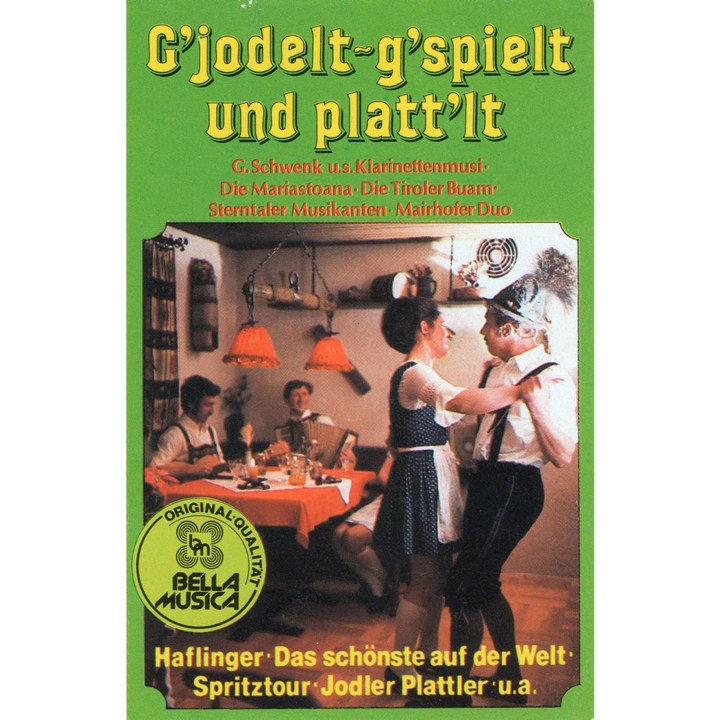 G'jodelt~g'spielt
und platt'lt
G. Schwenk u.s. Klarinettenmusi·
Die Mariastoana· Die Tiroler Buam·
Sterntaler Musikanten· Mairhofer Duo
ORIGINAL·QUALITÄT
bm
BELLA
MUSICA
Haflinger· Das schönste auf der Welt·
Spritztour· Jodler Plattler· u.a.